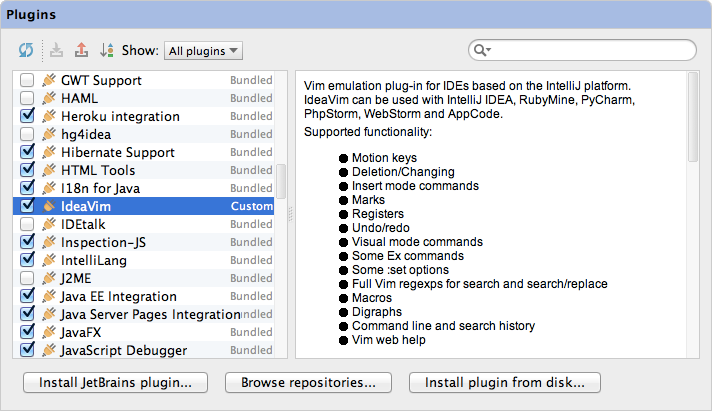 Plugins
Show: All plugins
GWT Support Bundled
HAML Bundled
Heroku integration Bundled
hg4idea Bundled
Hibernate Support Bundled
HTML Tools Bundled
I18n for Java Bundled
IdeaVim Custom
IDEtalk Bundled
Inspection-JS Bundled
IntelliLang Bundled
J2ME Bundled
Java EE Integration Bundled
Java Server Pages Integration Bundled
JavaFX Bundled
JavaScript Debugger Bundled
Vim emulation plug-in for IDEs based on the IntelliJ platform.
IdeaVim can be used with IntelliJ IDEA, RubyMine, PyCharm,
PhpStorm, WebStorm and AppCode.
Supported functionality:
● Motion keys
● Deletion/Changing
● Insert mode commands
● Marks
● Registers
● Undo/redo
● Visual mode commands
● Some Ex commands
● Some :set options
● Full Vim regexps for search and search/replace
● Macros
● Digraphs
● Command line and search history
● Vim web help
Install JetBrains plugin... Browse repositories... Install plugin from disk...